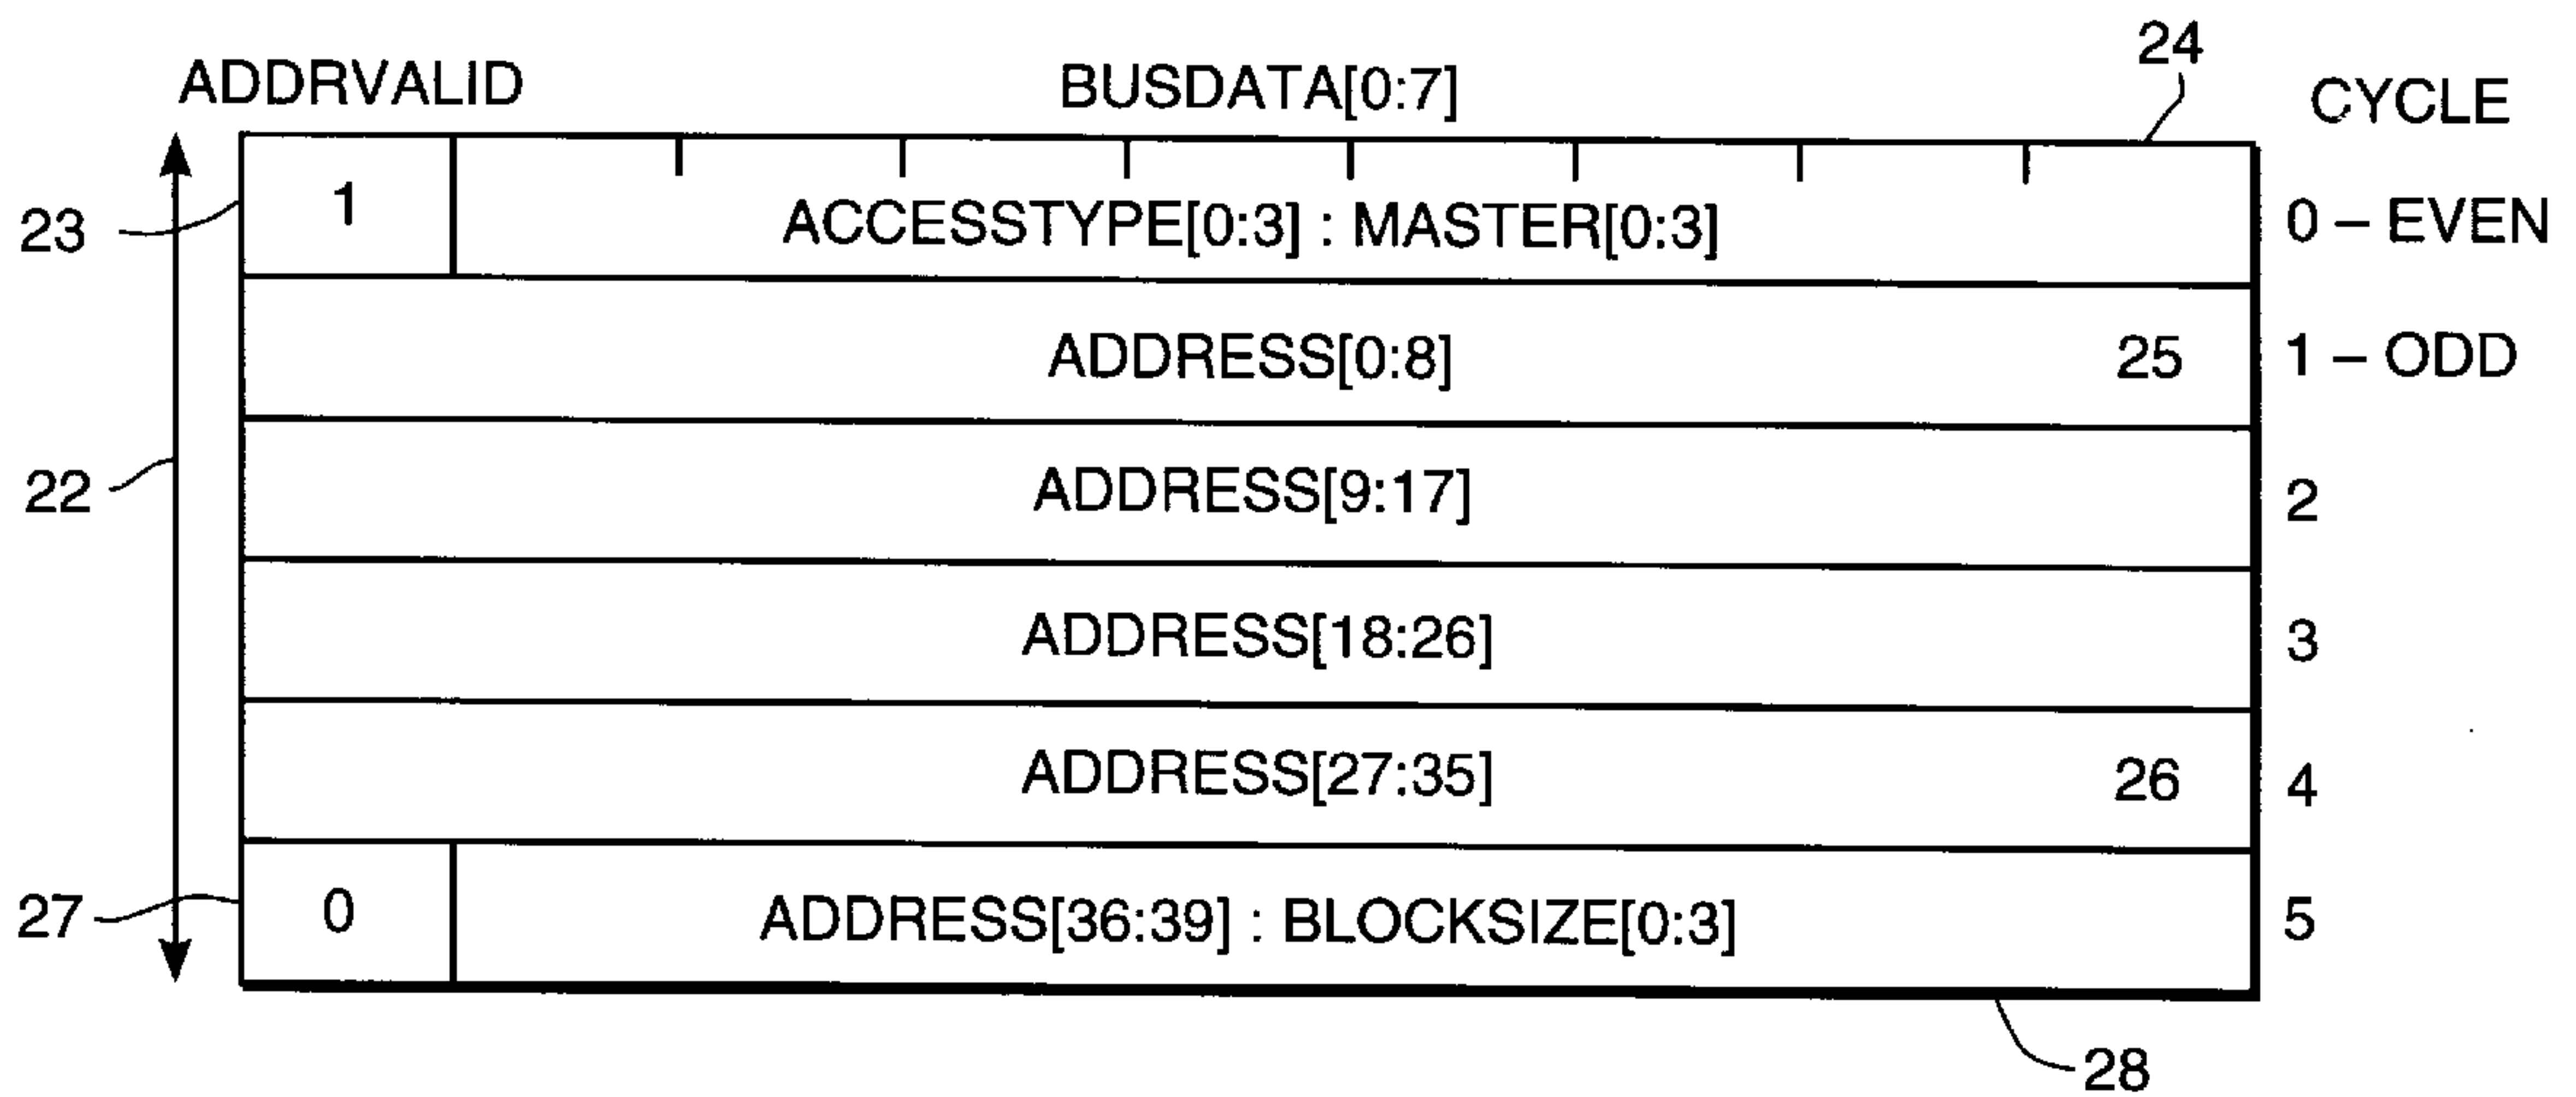 24
ADDRVALID BUSDATA[0:7] CYCLE
23 1 ACCESSTYPE[0:3] : MASTER[0:3] 0 – EVEN
ADDRESS[0:8] 25 1 – ODD
22 ADDRESS[9:17] 2
ADDRESS[18:26] 3
ADDRESS[27:35] 26 4
27 0 ADDRESS[36:39] : BLOCKSIZE[0:3] 5
28